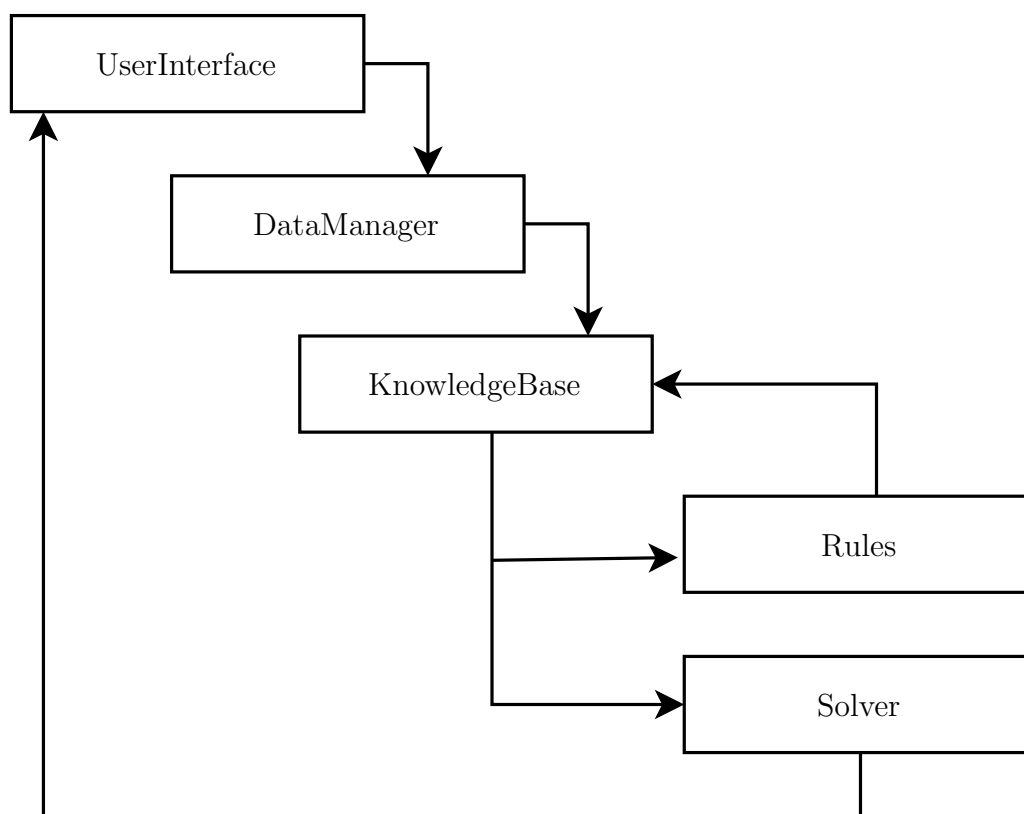 UserInterface
DataManager
KnowledgeBase
Rules
Solver